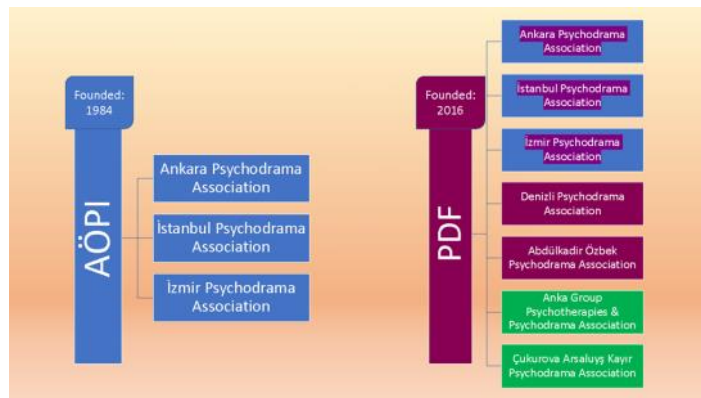 Founded:
1984
AÖPI
Ankara Psychodrama
Association
İstanbul Psychodrama
Association
İzmir Psychodrama
Association
Founded:
2016
PDF
Ankara Psychodrama
Association
İstanbul Psychodrama
Association
İzmir Psychodrama
Association
Denizli Psychodrama
Association
Abdülkadir Özbek
Psychodrama Association
Anka Group
Psychotherapies &
Psychodrama Association
Çukurova Arsaluyş Kayır
Psychodrama Association